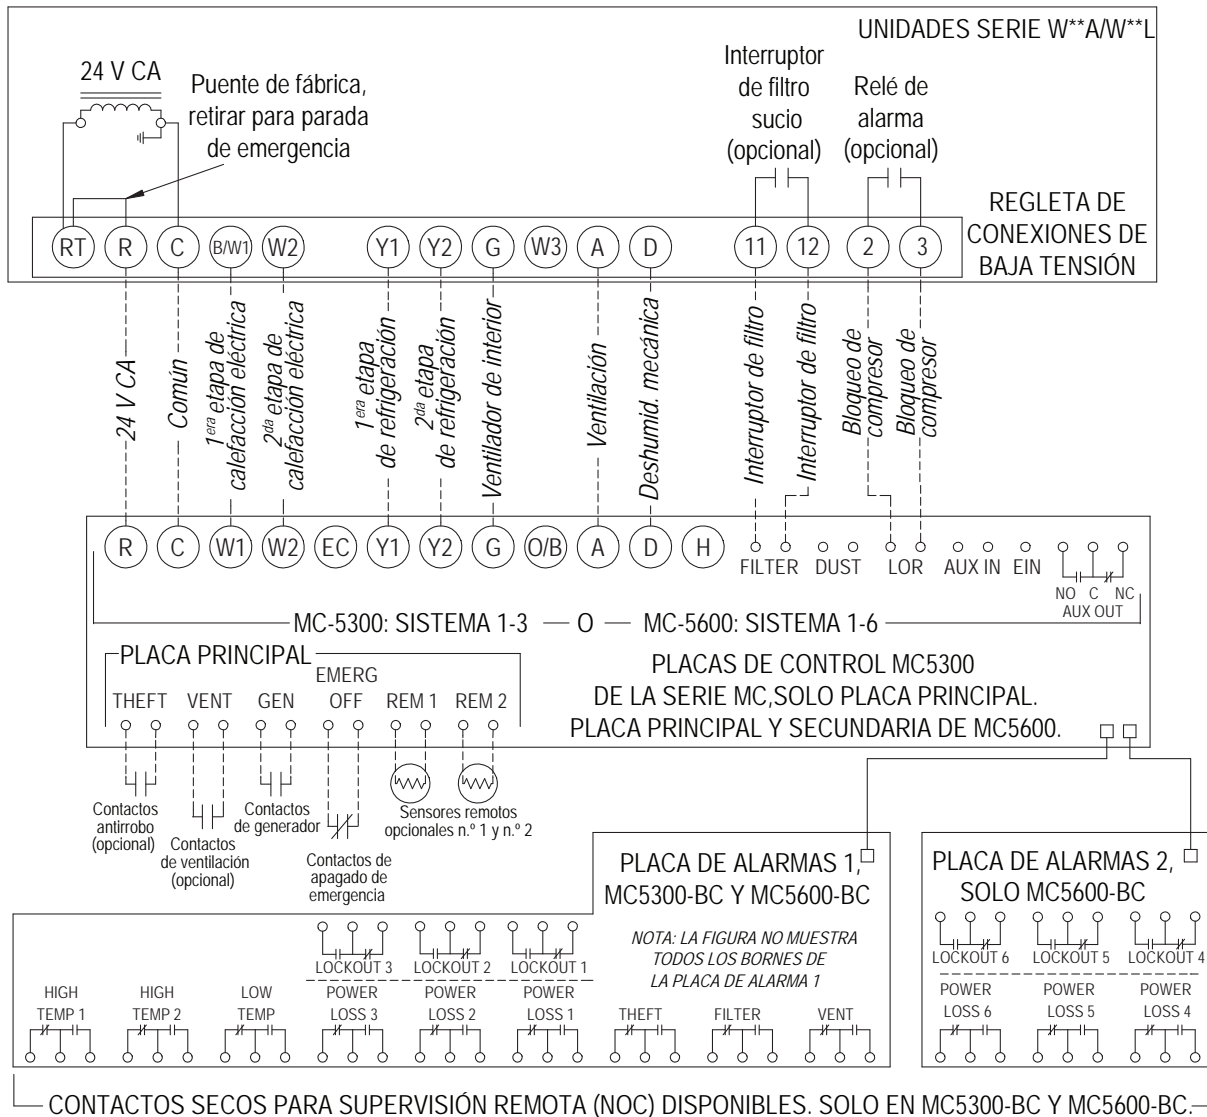 UNIDADES SERIE W**A/W**L
24 V CA
Puente de fábrica,
retirar para parada
de emergencia
Interruptor
de filtro
sucio
(opcional)
Relé de
alarma
(opcional)
REGLETA DE
CONEXIONES DE
BAJA TENSIÓN
RT R C B/W1 W2 Y1 Y2 G W3 A D 11 12 2 3
24 V CA
Común
1era etapa de
calefacción eléctrica
2da etapa de
calefacción eléctrica
1era etapa
de refrigeración
2da etapa
de refrigeración
Ventilador de interior
Ventilación
Deshumid. mecánica
Interruptor de filtro
Interruptor de filtro
Bloqueo de
compresor
Bloqueo de
compresor
R C W1 W2 EC Y1 Y2 G O/B A D H
FILTER DUST LOR AUX IN EIN
NO C NC
AUX OUT
MC-5300: SISTEMA 1-3 O MC-5600: SISTEMA 1-6
PLACA PRINCIPAL
THEFT VENT GEN EMERG
OFF REM 1 REM 2
PLACAS DE CONTROL MC5300
DE LA SERIE MC,SOLO PLACA PRINCIPAL.
PLACA PRINCIPAL Y SECUNDARIA DE MC5600.
Contactos
antirrobo
(opcional)
Contactos
de ventilación
(opcional)
Contactos
de generador
Contactos de
apagado de
emergencia
Sensores remotos
opcionales n.º 1 y n.º 2
PLACA DE ALARMAS 1,
MC5300-BC Y MC5600-BC
NOTA: LA FIGURA NO MUESTRA
TODOS LOS BORNES DE
LA PLACA DE ALARMA 1
LOCKOUT 3 LOCKOUT 2 LOCKOUT 1
HIGH
TEMP 1
HIGH
TEMP 2
LOW
TEMP
POWER
LOSS 3
POWER
LOSS 2
POWER
LOSS 1
THEFT FILTER VENT
PLACA DE ALARMAS 2,
SOLO MC5600-BC
LOCKOUT 6 LOCKOUT 5 LOCKOUT 4
POWER
LOSS 6
POWER
LOSS 5
POWER
LOSS 4
CONTACTOS SECOS PARA SUPERVISIÓN REMOTA (NOC) DISPONIBLES. SOLO EN MC5300-BC Y MC5600-BC.